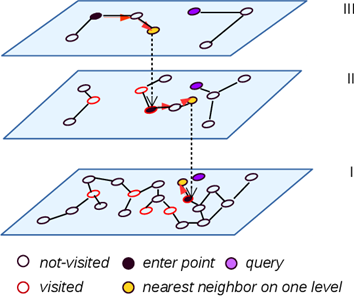 III
II
I
not-visited
enter point
query
visited
nearest neighbor on one level